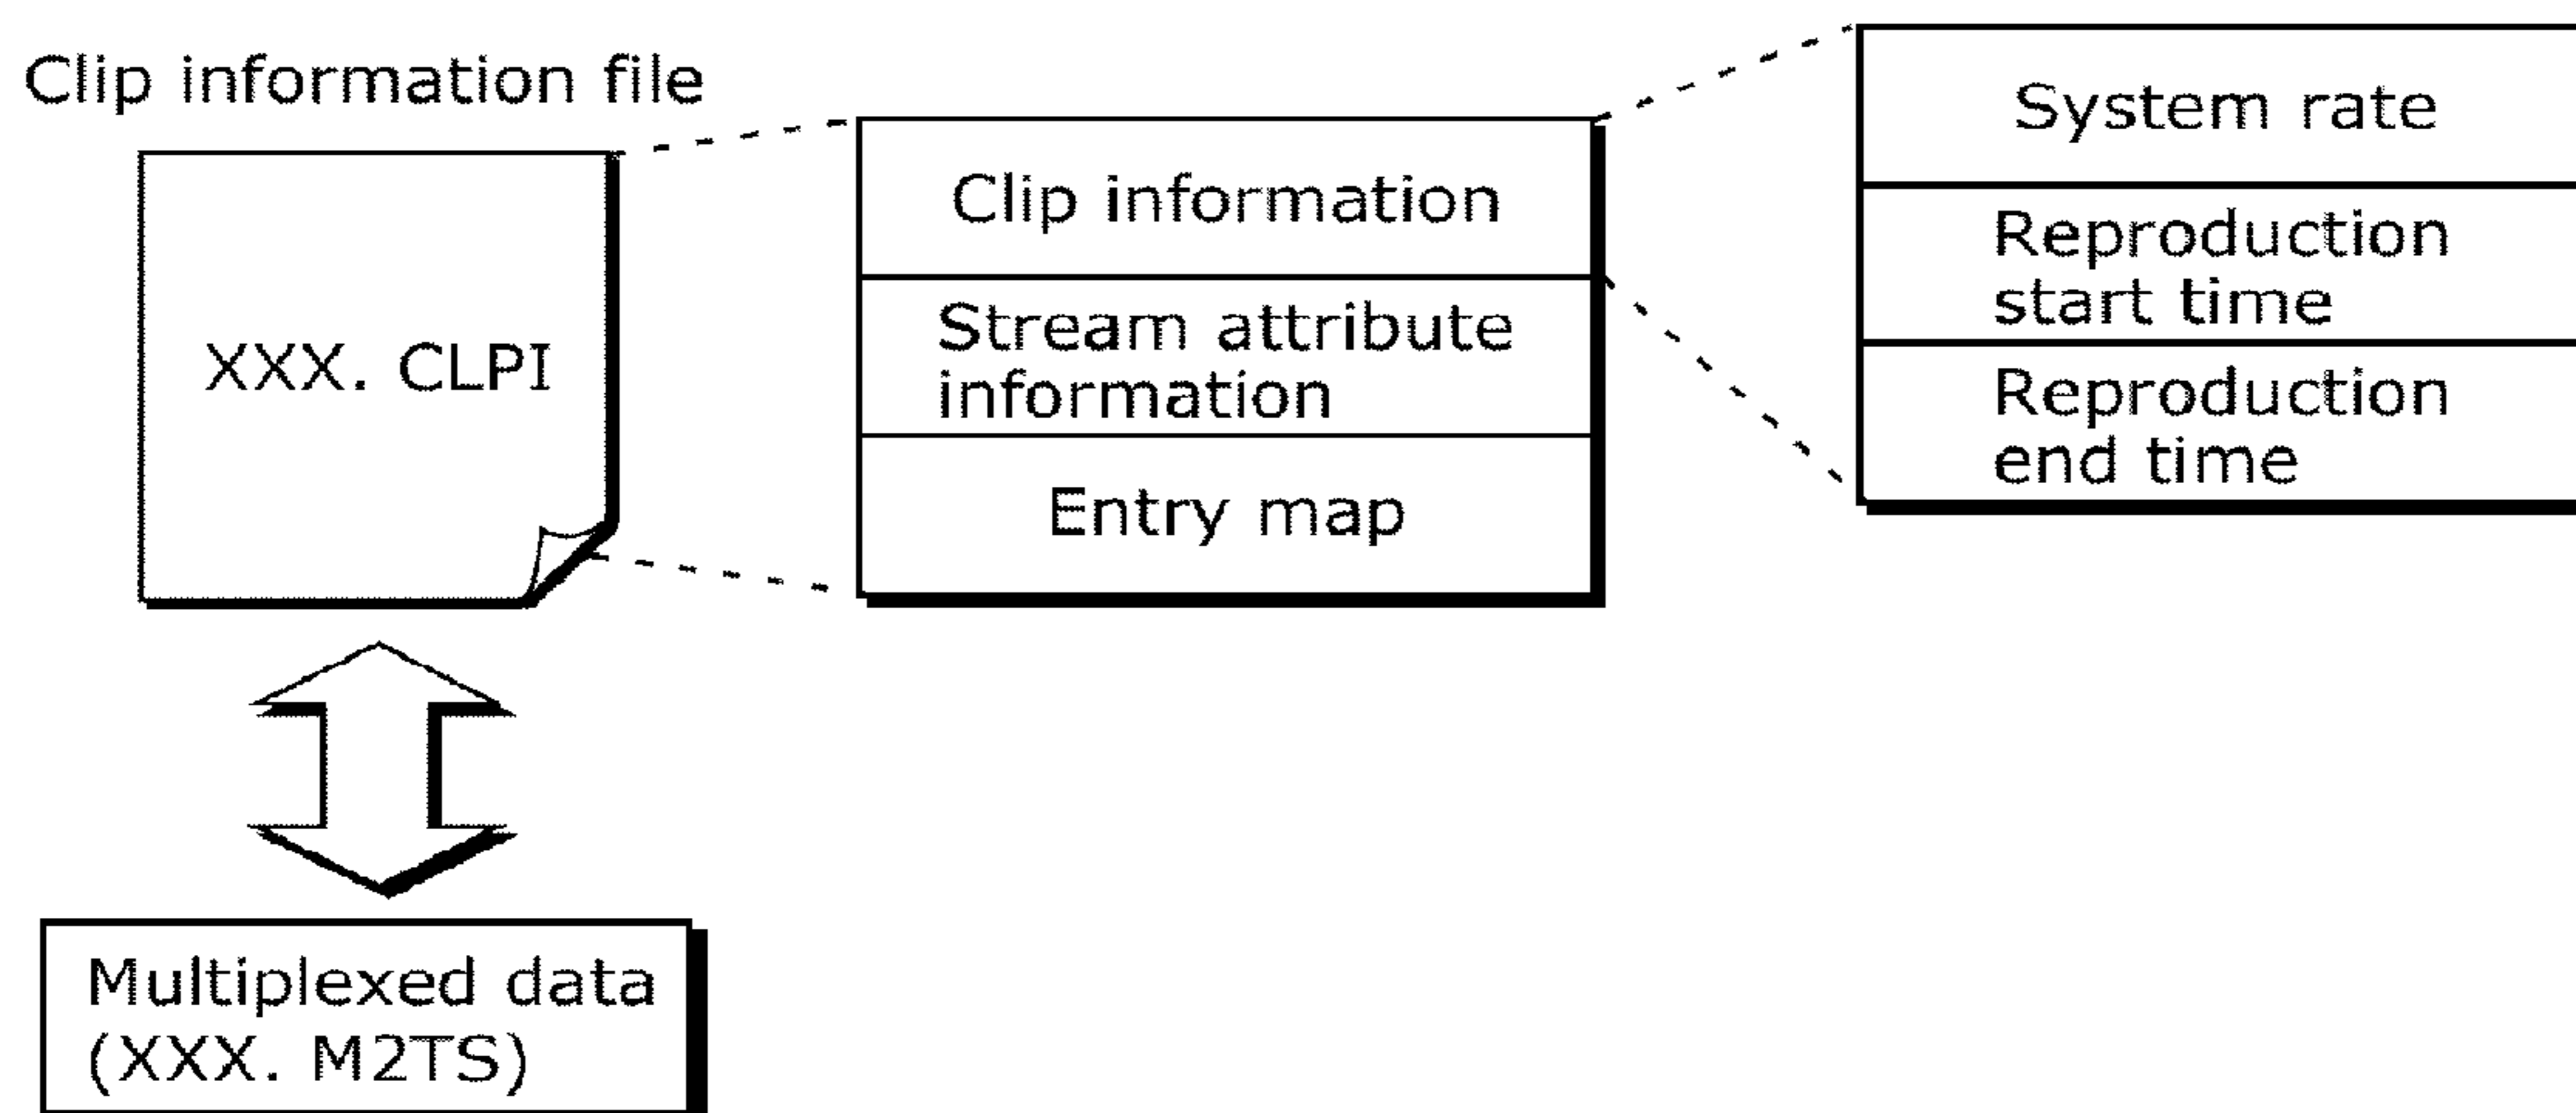 Clip information file
XXX. CLPI
Clip information
Stream attribute
information
Entry map
System rate
Reproduction
start time
Reproduction
end time
Multiplexed data
(XXX. M2TS)